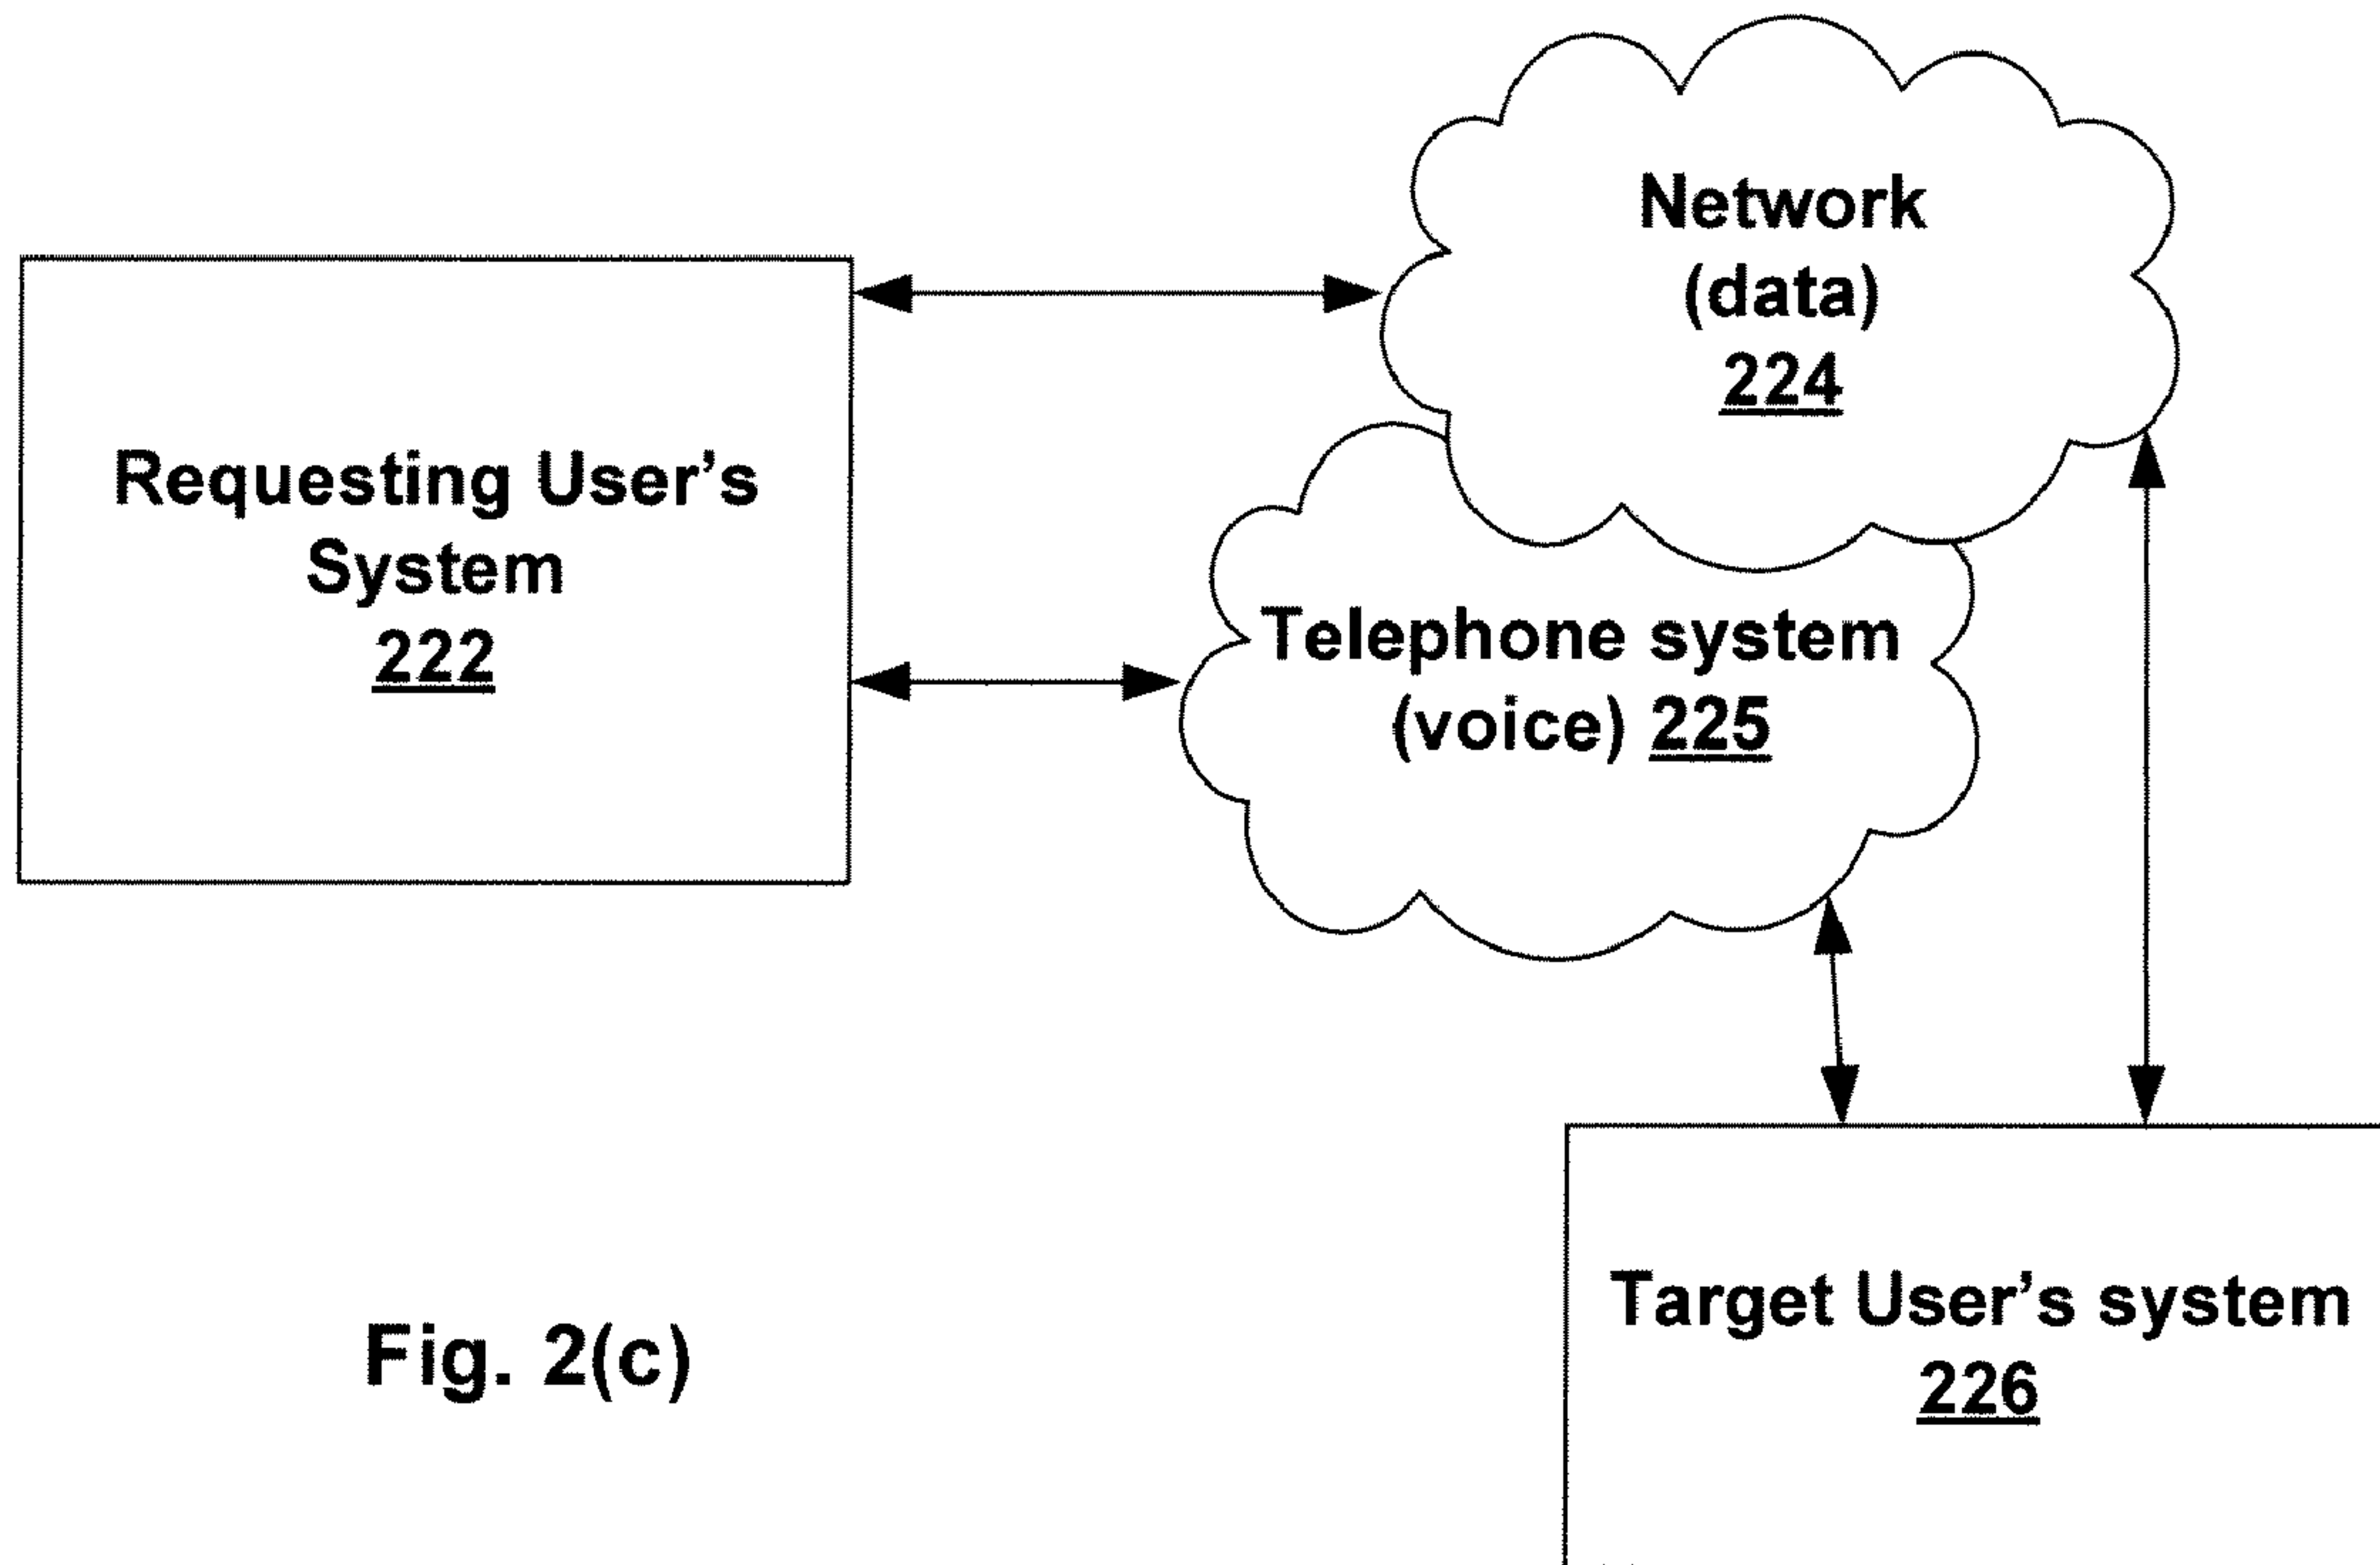 Network
(data)
224
Requesting User's
System
222
Telephone system
(voice) 225
Target User's system
226
Fig. 2(c)